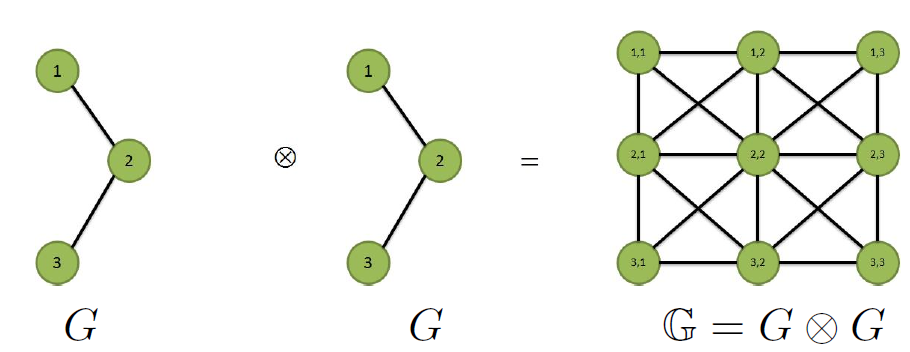 1 1 1,1 1,2 1,3
2 ⊗ 2 = 2,1 2,2 2,3
3 3 3,1 3,2 3,3
G G 𝔾 = G ⊗ G